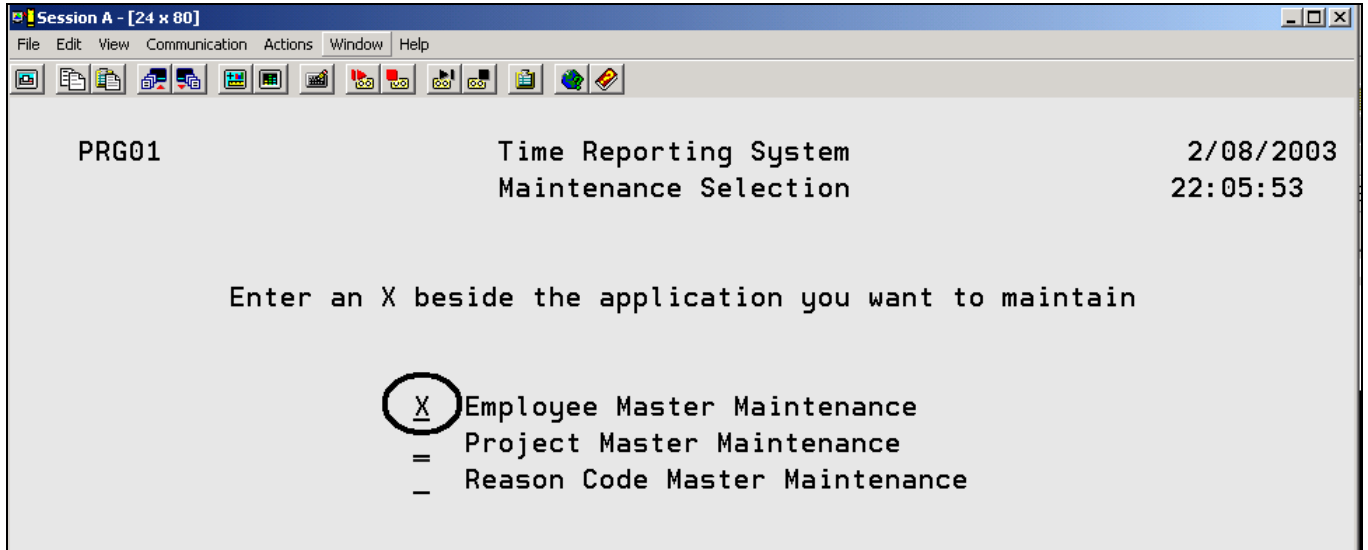 Session A - [24 x 80]
File Edit View Communication Actions Window Help
PRG01 Time Reporting System 2/08/2003
Maintenance Selection 22:05:53
Enter an X beside the application you want to maintain
X Employee Master Maintenance
_ Project Master Maintenance
_ Reason Code Master Maintenance